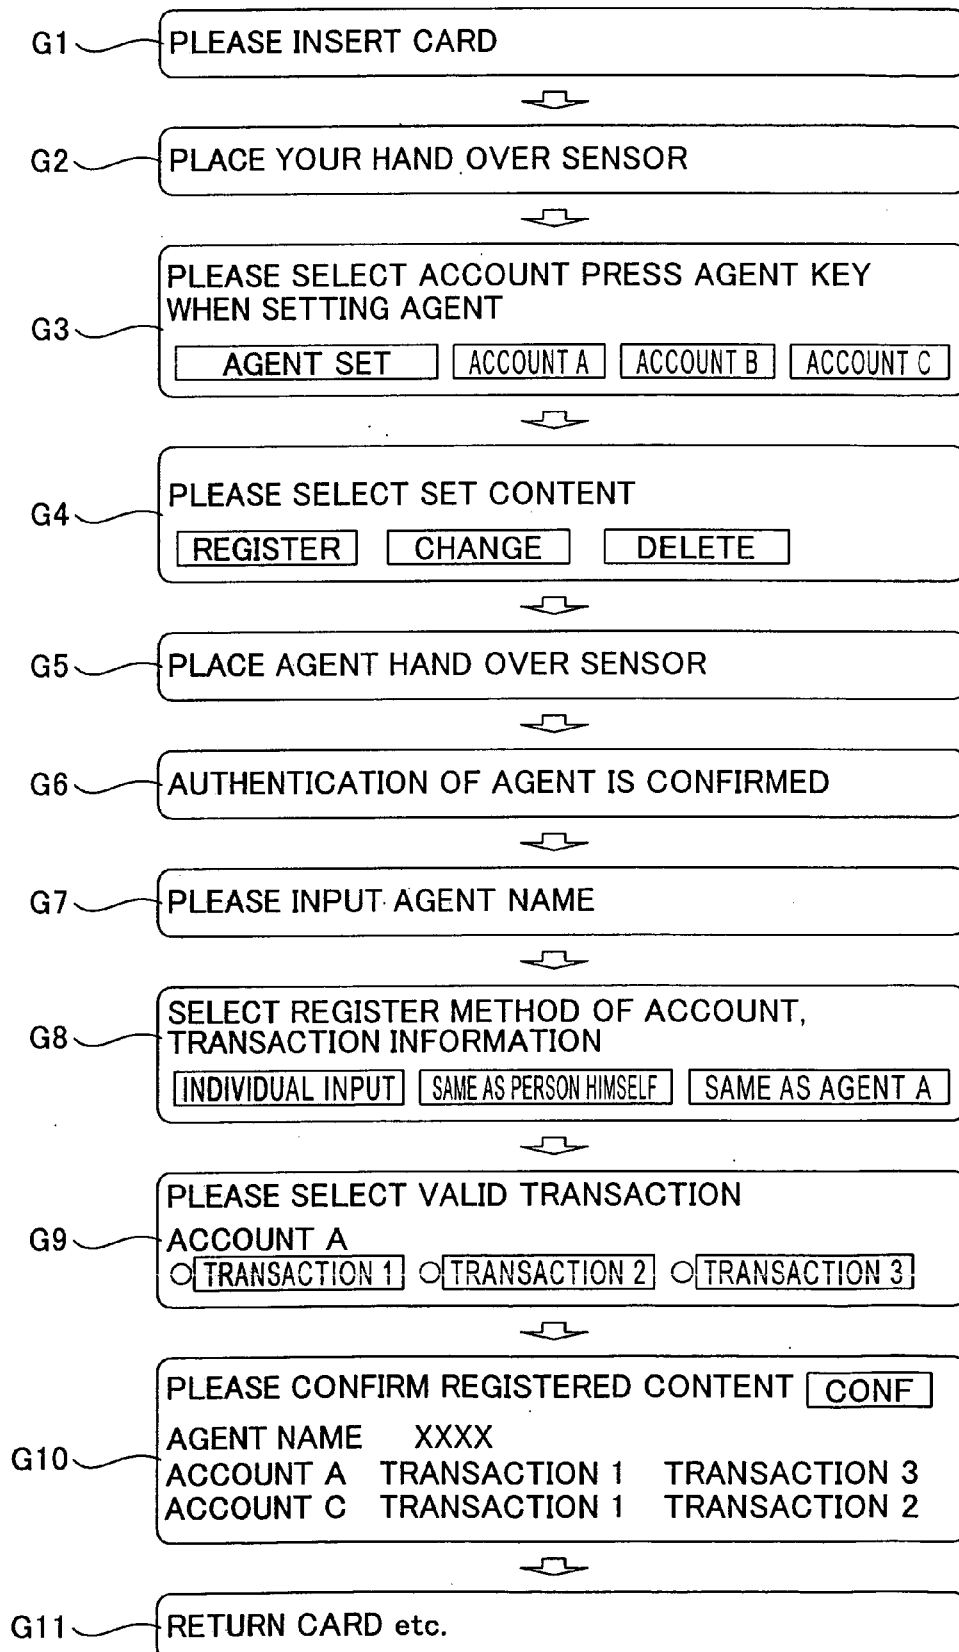 G1 PLEASE INSERT CARD
G2 PLACE YOUR HAND OVER SENSOR
PLEASE SELECT ACCOUNT PRESS AGENT KEY
WHEN SETTING AGENT
G3
AGENT SET ACCOUNT A ACCOUNT B ACCOUNT C
PLEASE SELECT SET CONTENT
G4
REGISTER CHANGE DELETE
G5 PLACE AGENT HAND OVER SENSOR
G6 AUTHENTICATION OF AGENT IS CONFIRMED
G7 PLEASE INPUT AGENT NAME
SELECT REGISTER METHOD OF ACCOUNT,
G8 TRANSACTION INFORMATION
INDIVIDUAL INPUT SAME AS PERSON HIMSELF SAME AS AGENT A
PLEASE SELECT VALID TRANSACTION
G9 ACCOUNT A
TRANSACTION 1 TRANSACTION 2 TRANSACTION 3
PLEASE CONFIRM REGISTERED CONTENT CONF
AGENT NAME XXXX
G10 ACCOUNT A TRANSACTION 1 TRANSACTION 3
ACCOUNT C TRANSACTION 1 TRANSACTION 2
G11 RETURN CARD etc.